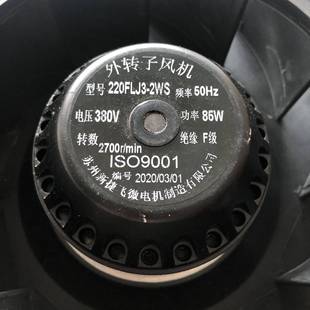 外转子风机
型号 220FLJ3-2WS 频率 50Hz
电压 380V 功率 85W
转数 2700r/min 绝缘 F级
ISO9001
编号 2020/03/01
苏州新捷飞微电机制造有限公司